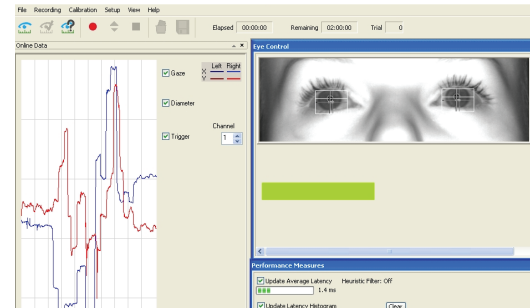 File Recording Calibration Setup View Help
Elapsed 00:00:00 Remaining 02:00:00 Trial 0
Online Data
Eye Control
Left Right
X
Y
Gaze
Diameter
Trigger
Channel
1
Performance Measures
Update Average Latency Heuristic Filter: Off
1.4 ms
Update Latency Histogram Clear